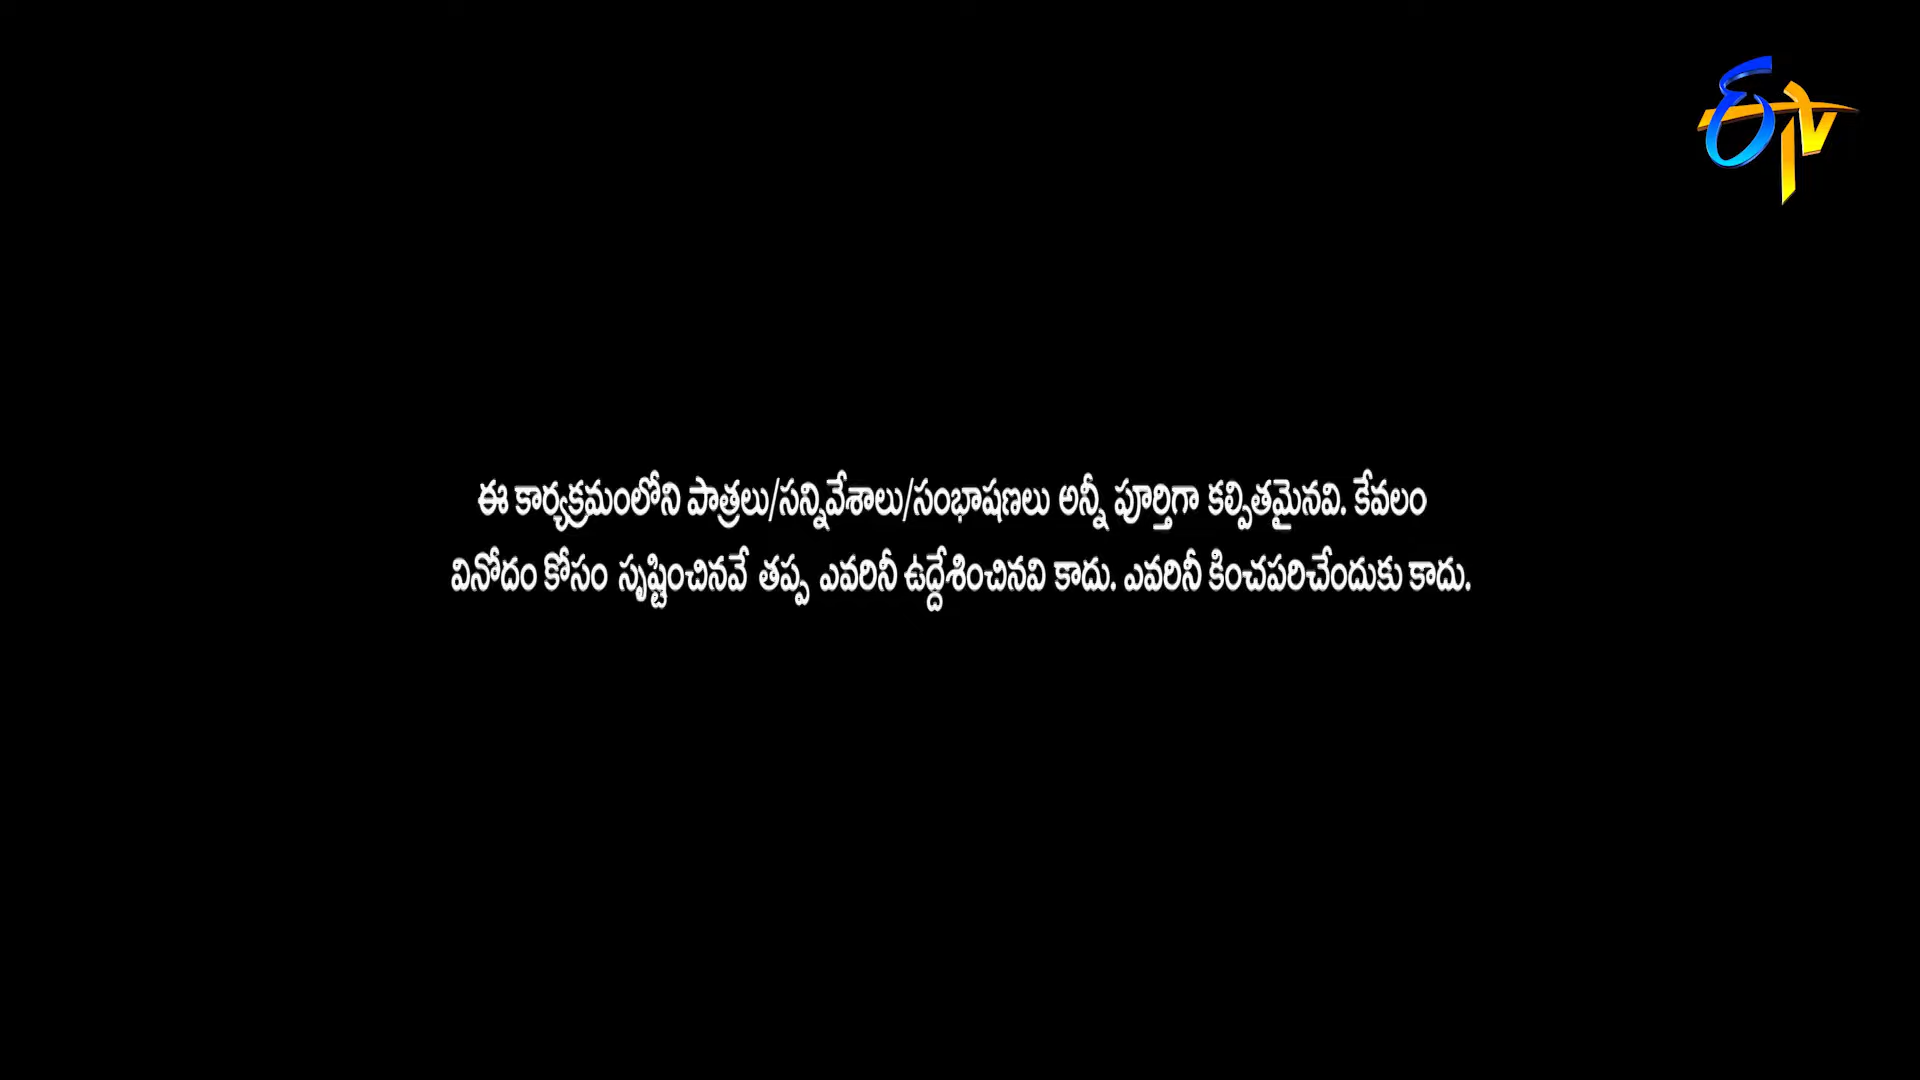 ETV
ఈ కార్యక్రమంలోని పాత్రలు/సన్నివేశాలు/సంభాషణలు అన్నీ పూర్తిగా కల్పితమైనవి. కేవలం
వినోదం కోసం సృష్టించినవే తప్ప ఎవరినీ ఉద్దేశించినవి కాదు. ఎవరినీ కించపరిచేందుకు కాదు.